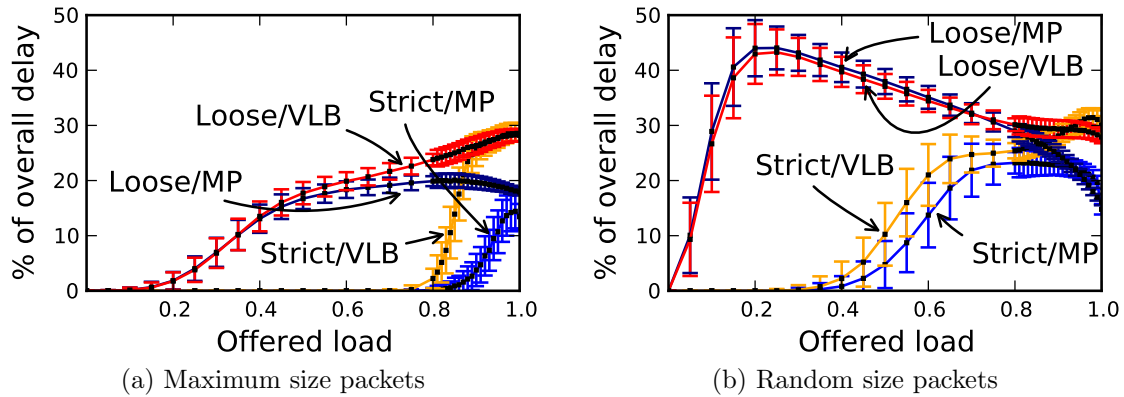 % of overall delay
50
40
30
20
10
0
Loose/VLB
Strict/MP
Loose/MP
Strict/VLB
0.2
0.4
0.6
0.8
1.0
Offered load
(a) Maximum size packets
% of overall delay
50
40
30
20
10
0
Loose/MP
Loose/VLB
Strict/VLB
Strict/MP
0.2
0.4
0.6
0.8
1.0
Offered load
(b) Random size packets